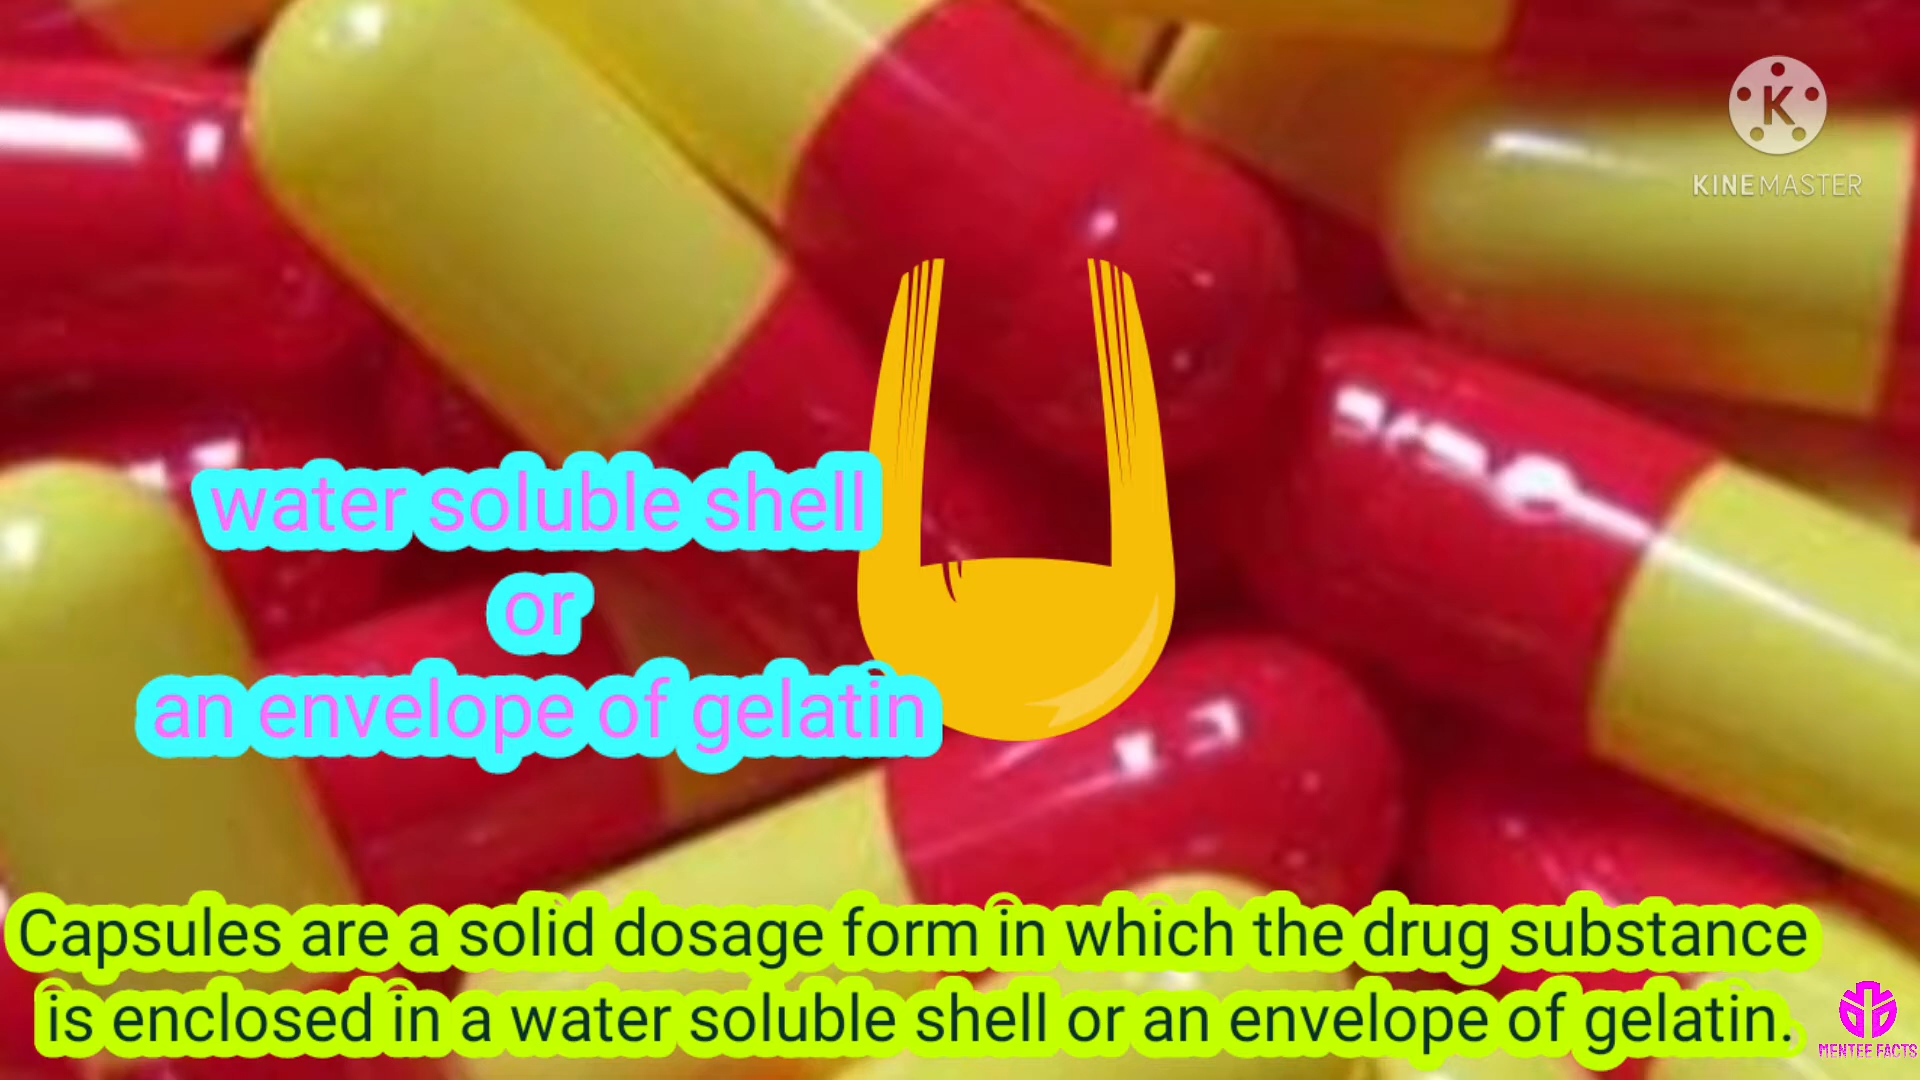 K
KINEMASTER
water soluble shell
or
an envelope of gelatin
Capsules are a solid dosage form in which the drug substance
is enclosed in a water soluble shell or an envelope of gelatin.
MENTEE FACTS